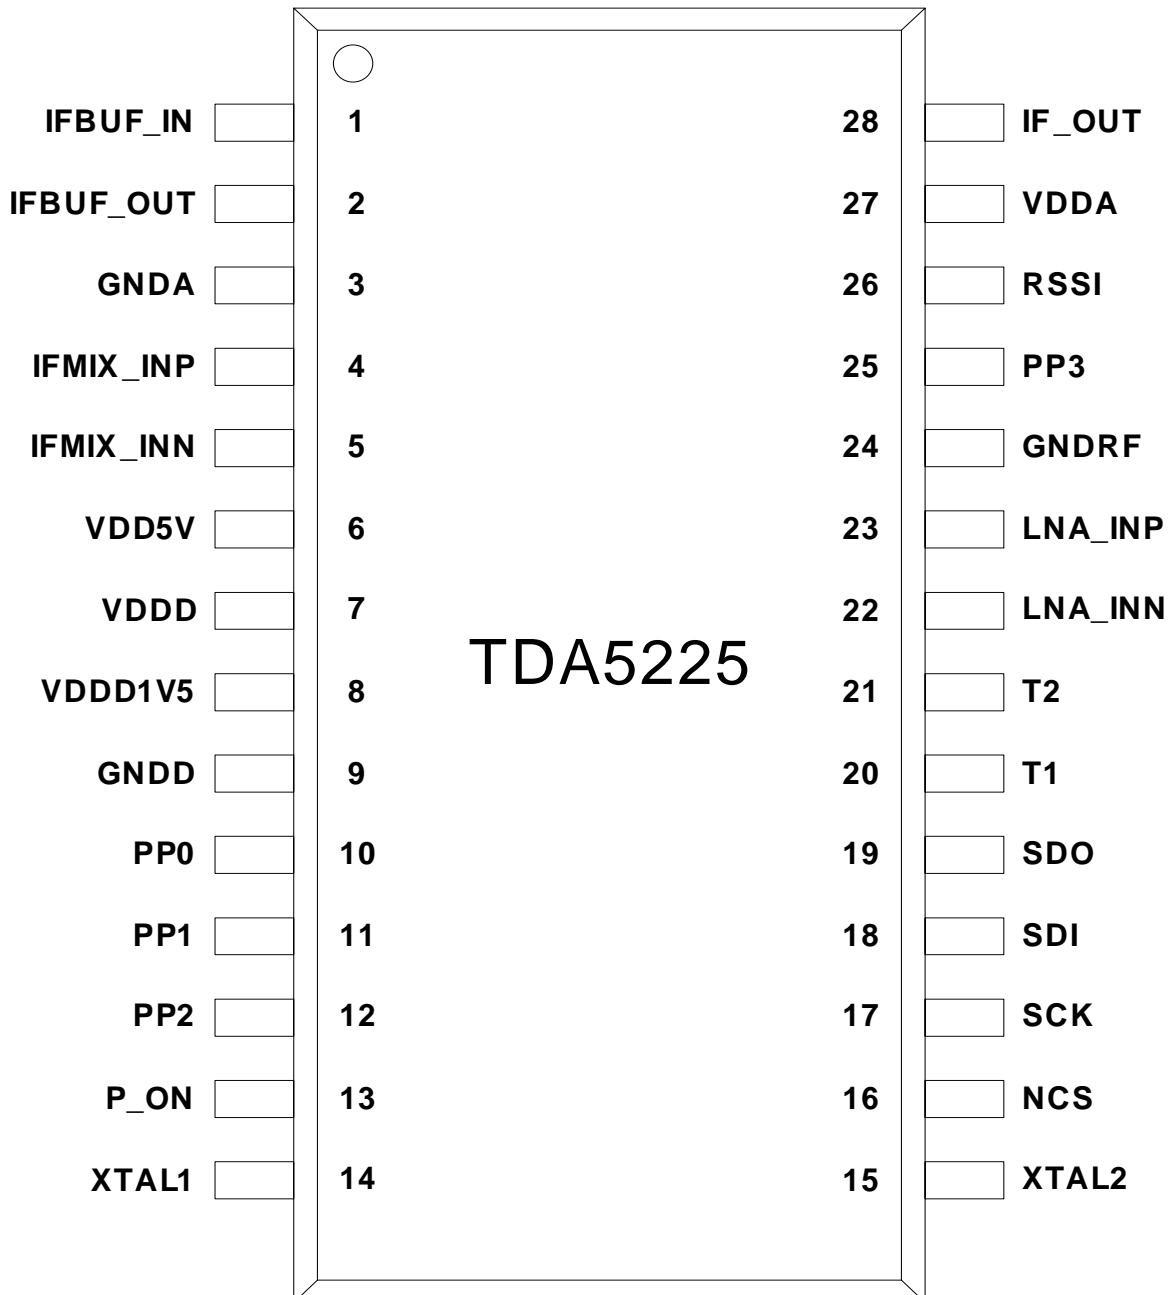 IFBUF_IN 1 28 IF_OUT
IFBUF_OUT 2 27 VDDA
GNDA 3 26 RSSI
IFMIX_INP 4 25 PP3
IFMIX_INN 5 24 GNDRF
VDD5V 6 23 LNA_INP
VDDD 7 22 LNA_INN
TDA5225
VDDD1V5 8 21 T2
GNDD 9 20 T1
PP0 10 19 SDO
PP1 11 18 SDI
PP2 12 17 SCK
P_ON 13 16 NCS
XTAL1 14 15 XTAL2